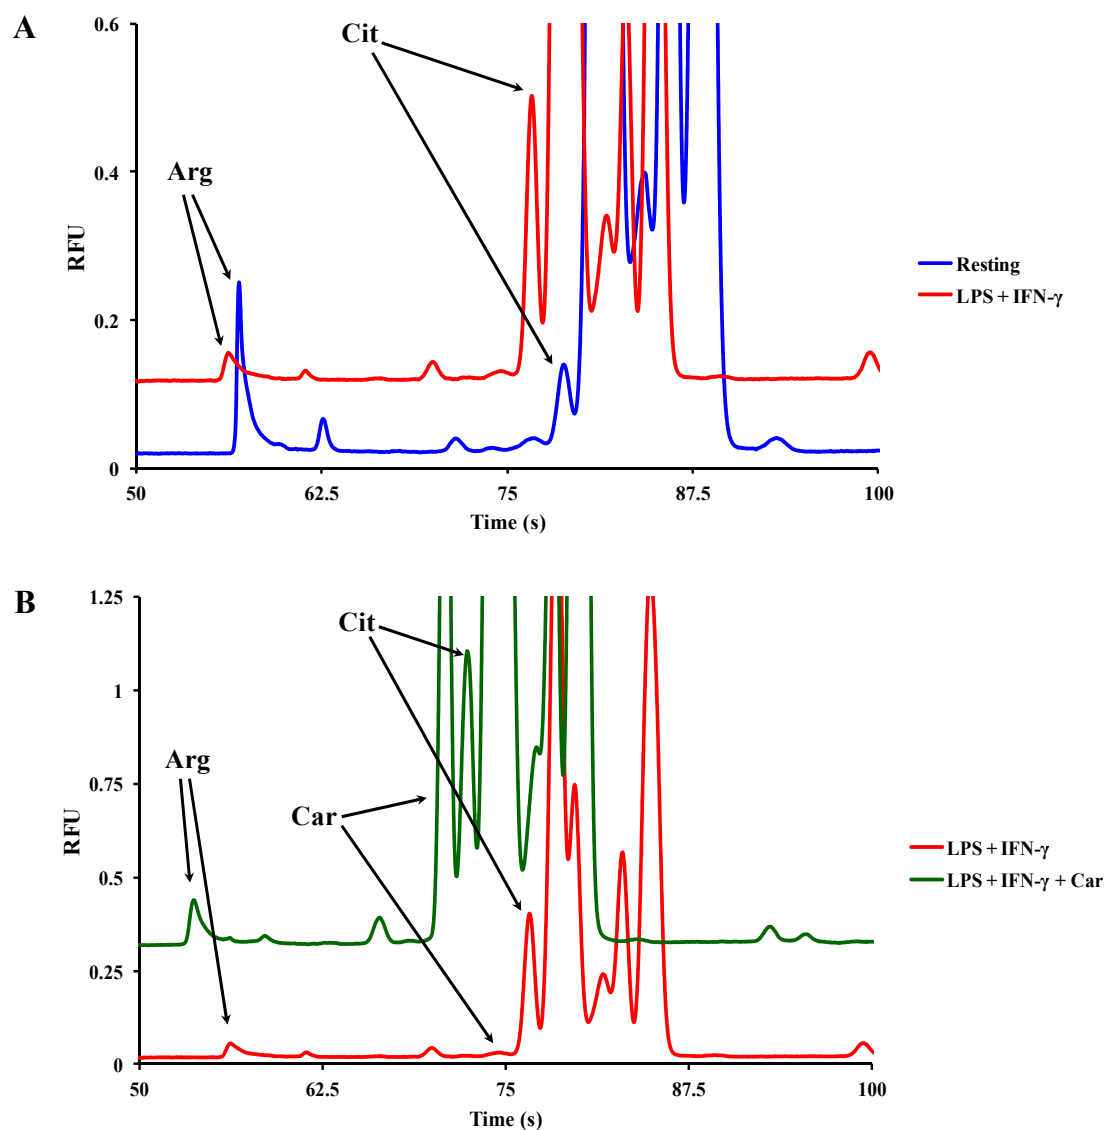 A
0.6
Cit
Arg
0.4
RFU
Resting
LPS + IFN-γ
0.2
0
50
62.5
75
87.5
100
Time (s)
B
1.25
Cit
1
Arg
0.75
Car
RFU
LPS + IFN-γ
LPS + IFN-γ + Car
0.5
0.25
0
50
62.5
75
87.5
100
Time (s)